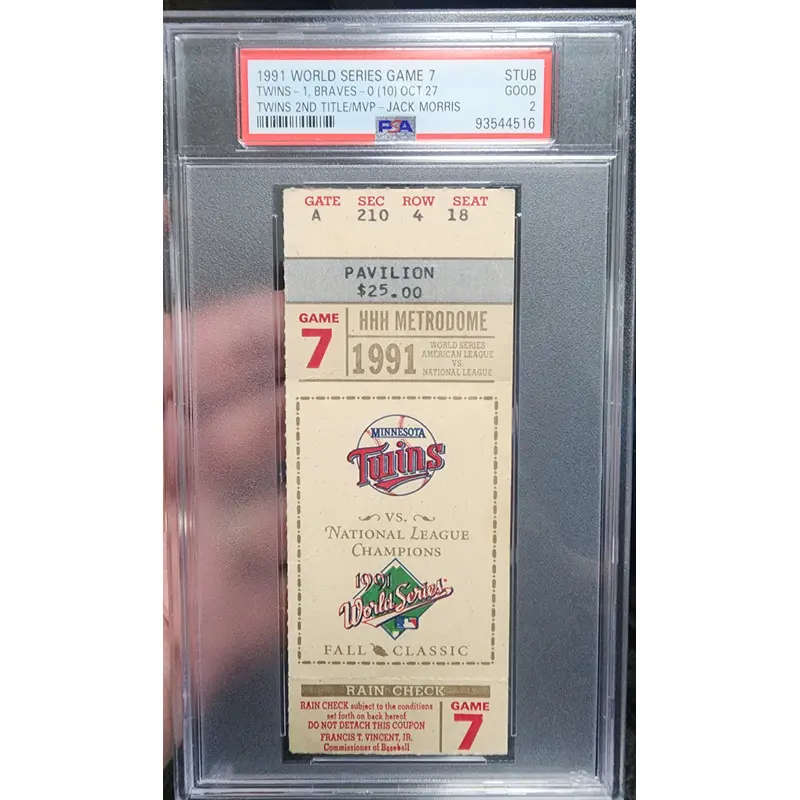 1991 WORLD SERIES GAME 7 STUB
TWINS - 1, BRAVES - 0 (10) OCT 27 GOOD
TWINS 2ND TITLE/MVP - JACK MORRIS 2
PSA 93544516
GATE SEC ROW SEAT
A 210 4 18
PAVILION
$25.00
GAME
7
HHH METRODOME
1991
WORLD SERIES
AMERICAN LEAGUE
VS.
NATIONAL LEAGUE
MINNESOTA
Twins
VS.
NATIONAL LEAGUE
CHAMPIONS
1991
World Series
FALL CLASSIC
RAIN CHECK
RAIN CHECK subject to the conditions
set forth on back hereof
DO NOT DETACH THIS COUPON
FRANCIS T. VINCENT, JR.
Commissioner of Baseball
GAME
7